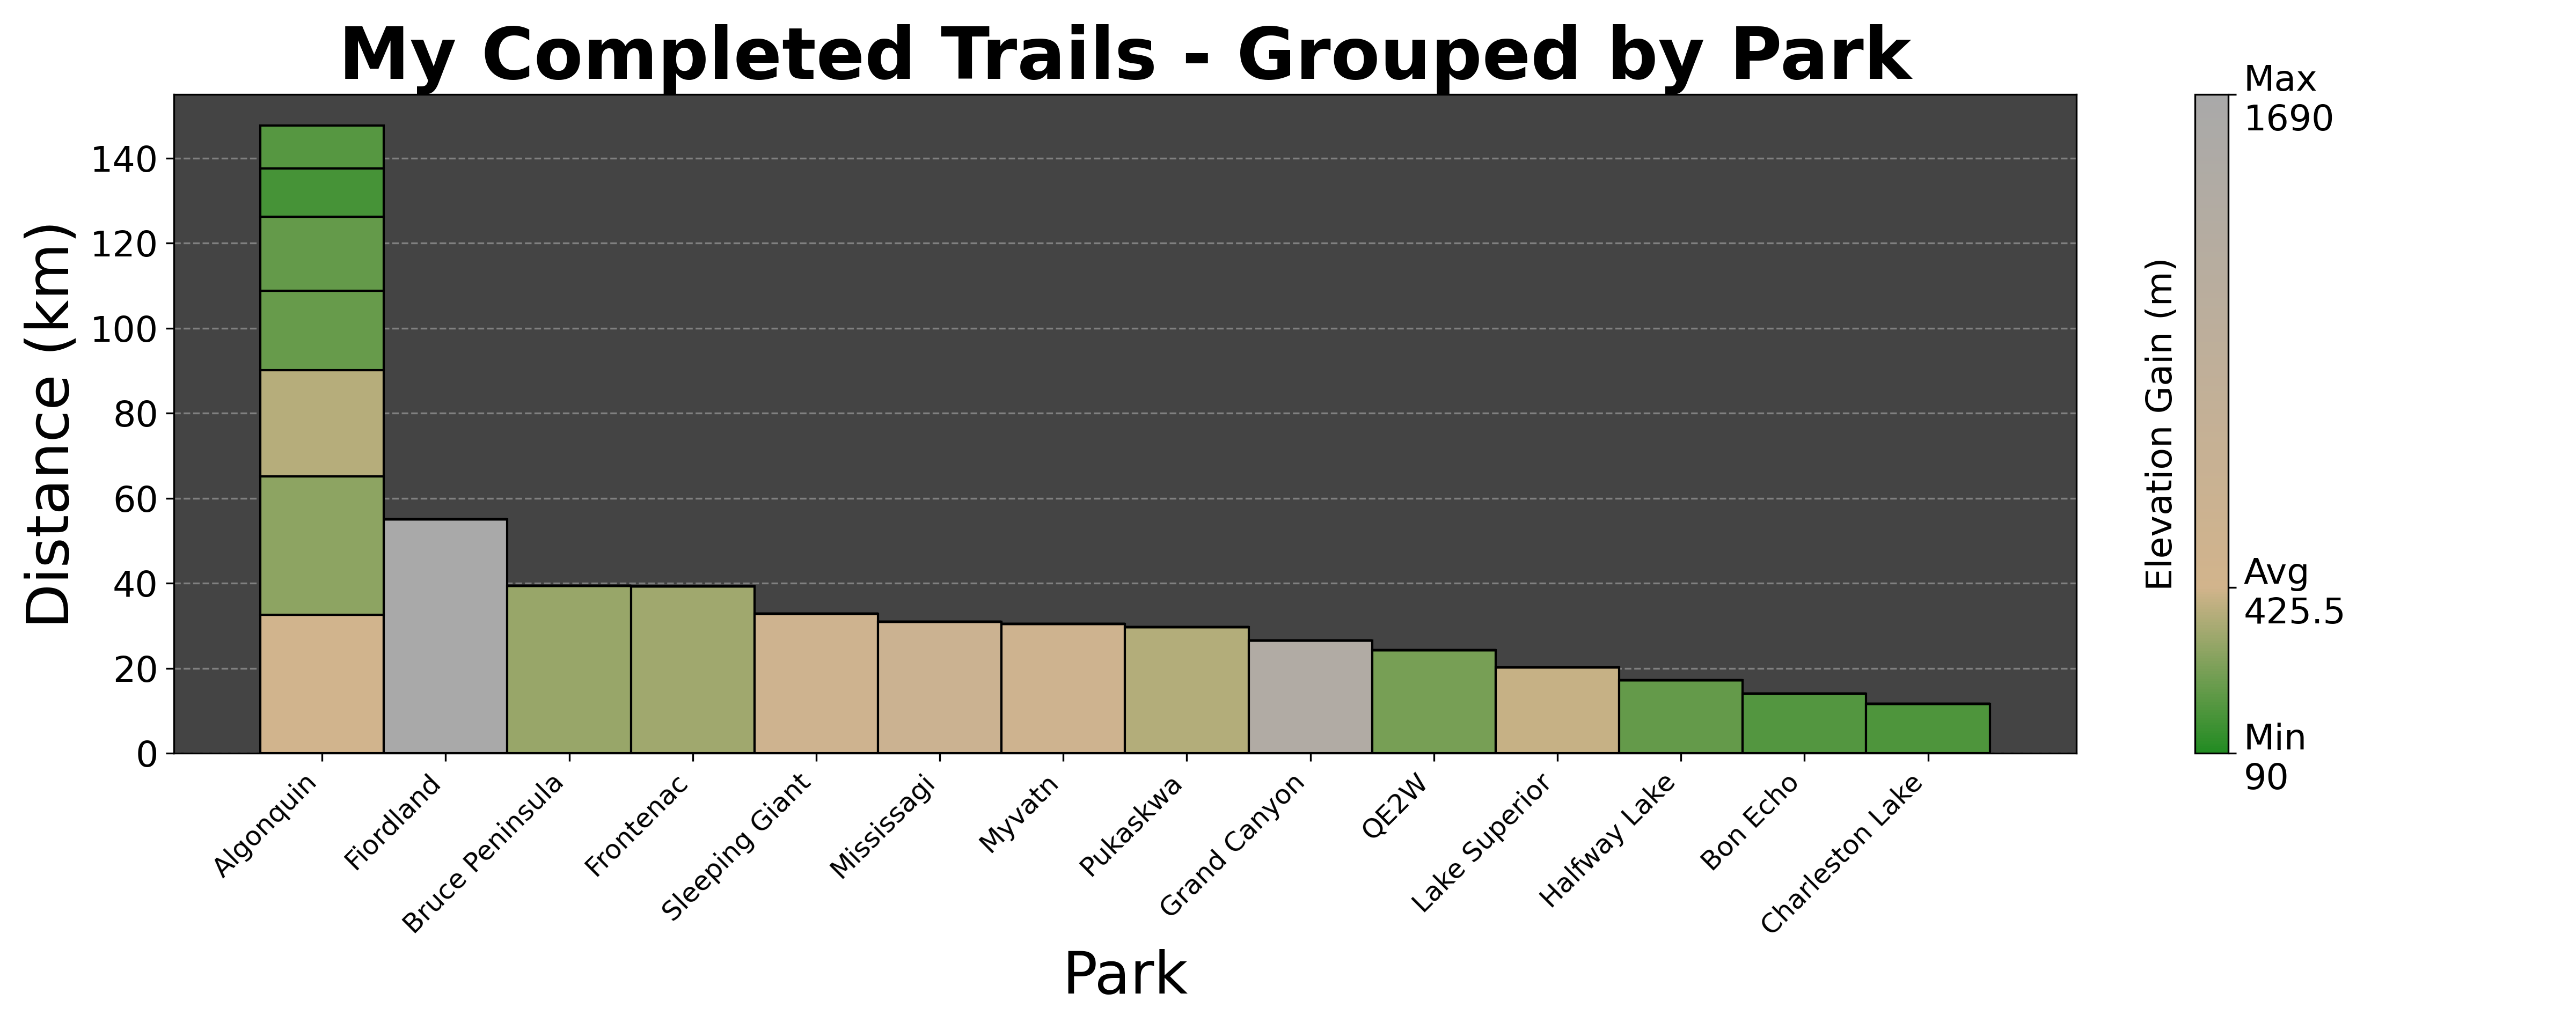 My Completed Trails - Grouped by Park
Distance (km)
140
120
100
80
60
40
20
0
Algonquin
Fiordland
Bruce Peninsula
Frontenac
Sleeping Giant
Mississagi
Myvatn
Pukaskwa
Grand Canyon
QE2W
Lake Superior
Halfway Lake
Bon Echo
Charleston Lake
Park
Elevation Gain (m)
Max
1690
Avg
425.5
Min
90